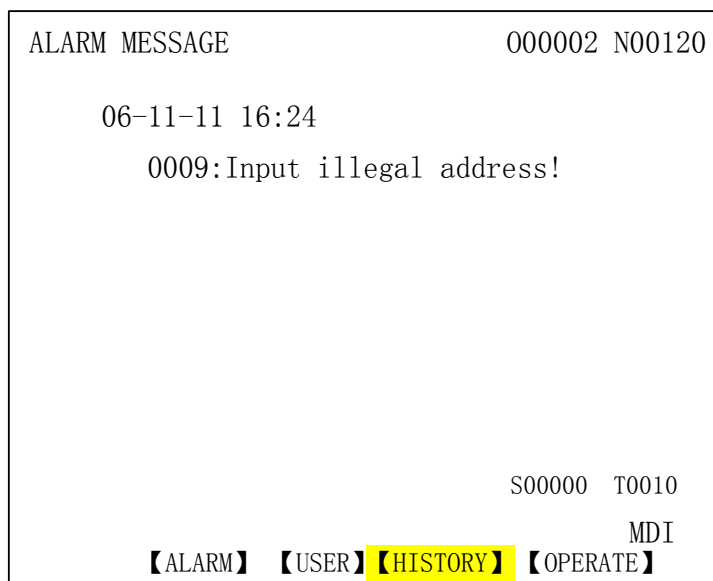 ALARM MESSAGE O00002 N00120
06-11-11 16:24
0009:Input illegal address!
S00000 T0010
MDI
【ALARM】 【USER】【HISTORY】 【OPERATE】